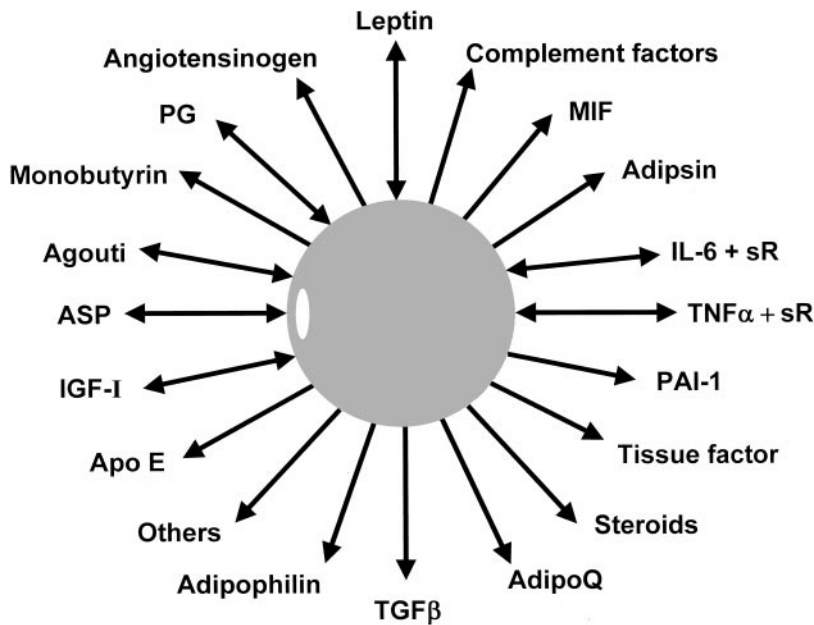 Leptin
Angiotensinogen
Complement factors
PG
MIF
Monobutyrin
Adipsin
Agouti
IL-6 + sR
ASP
TNFα + sR
IGF-I
PAI-1
Apo E
Tissue factor
Others
Steroids
Adipophilin
AdipoQ
TGFβ